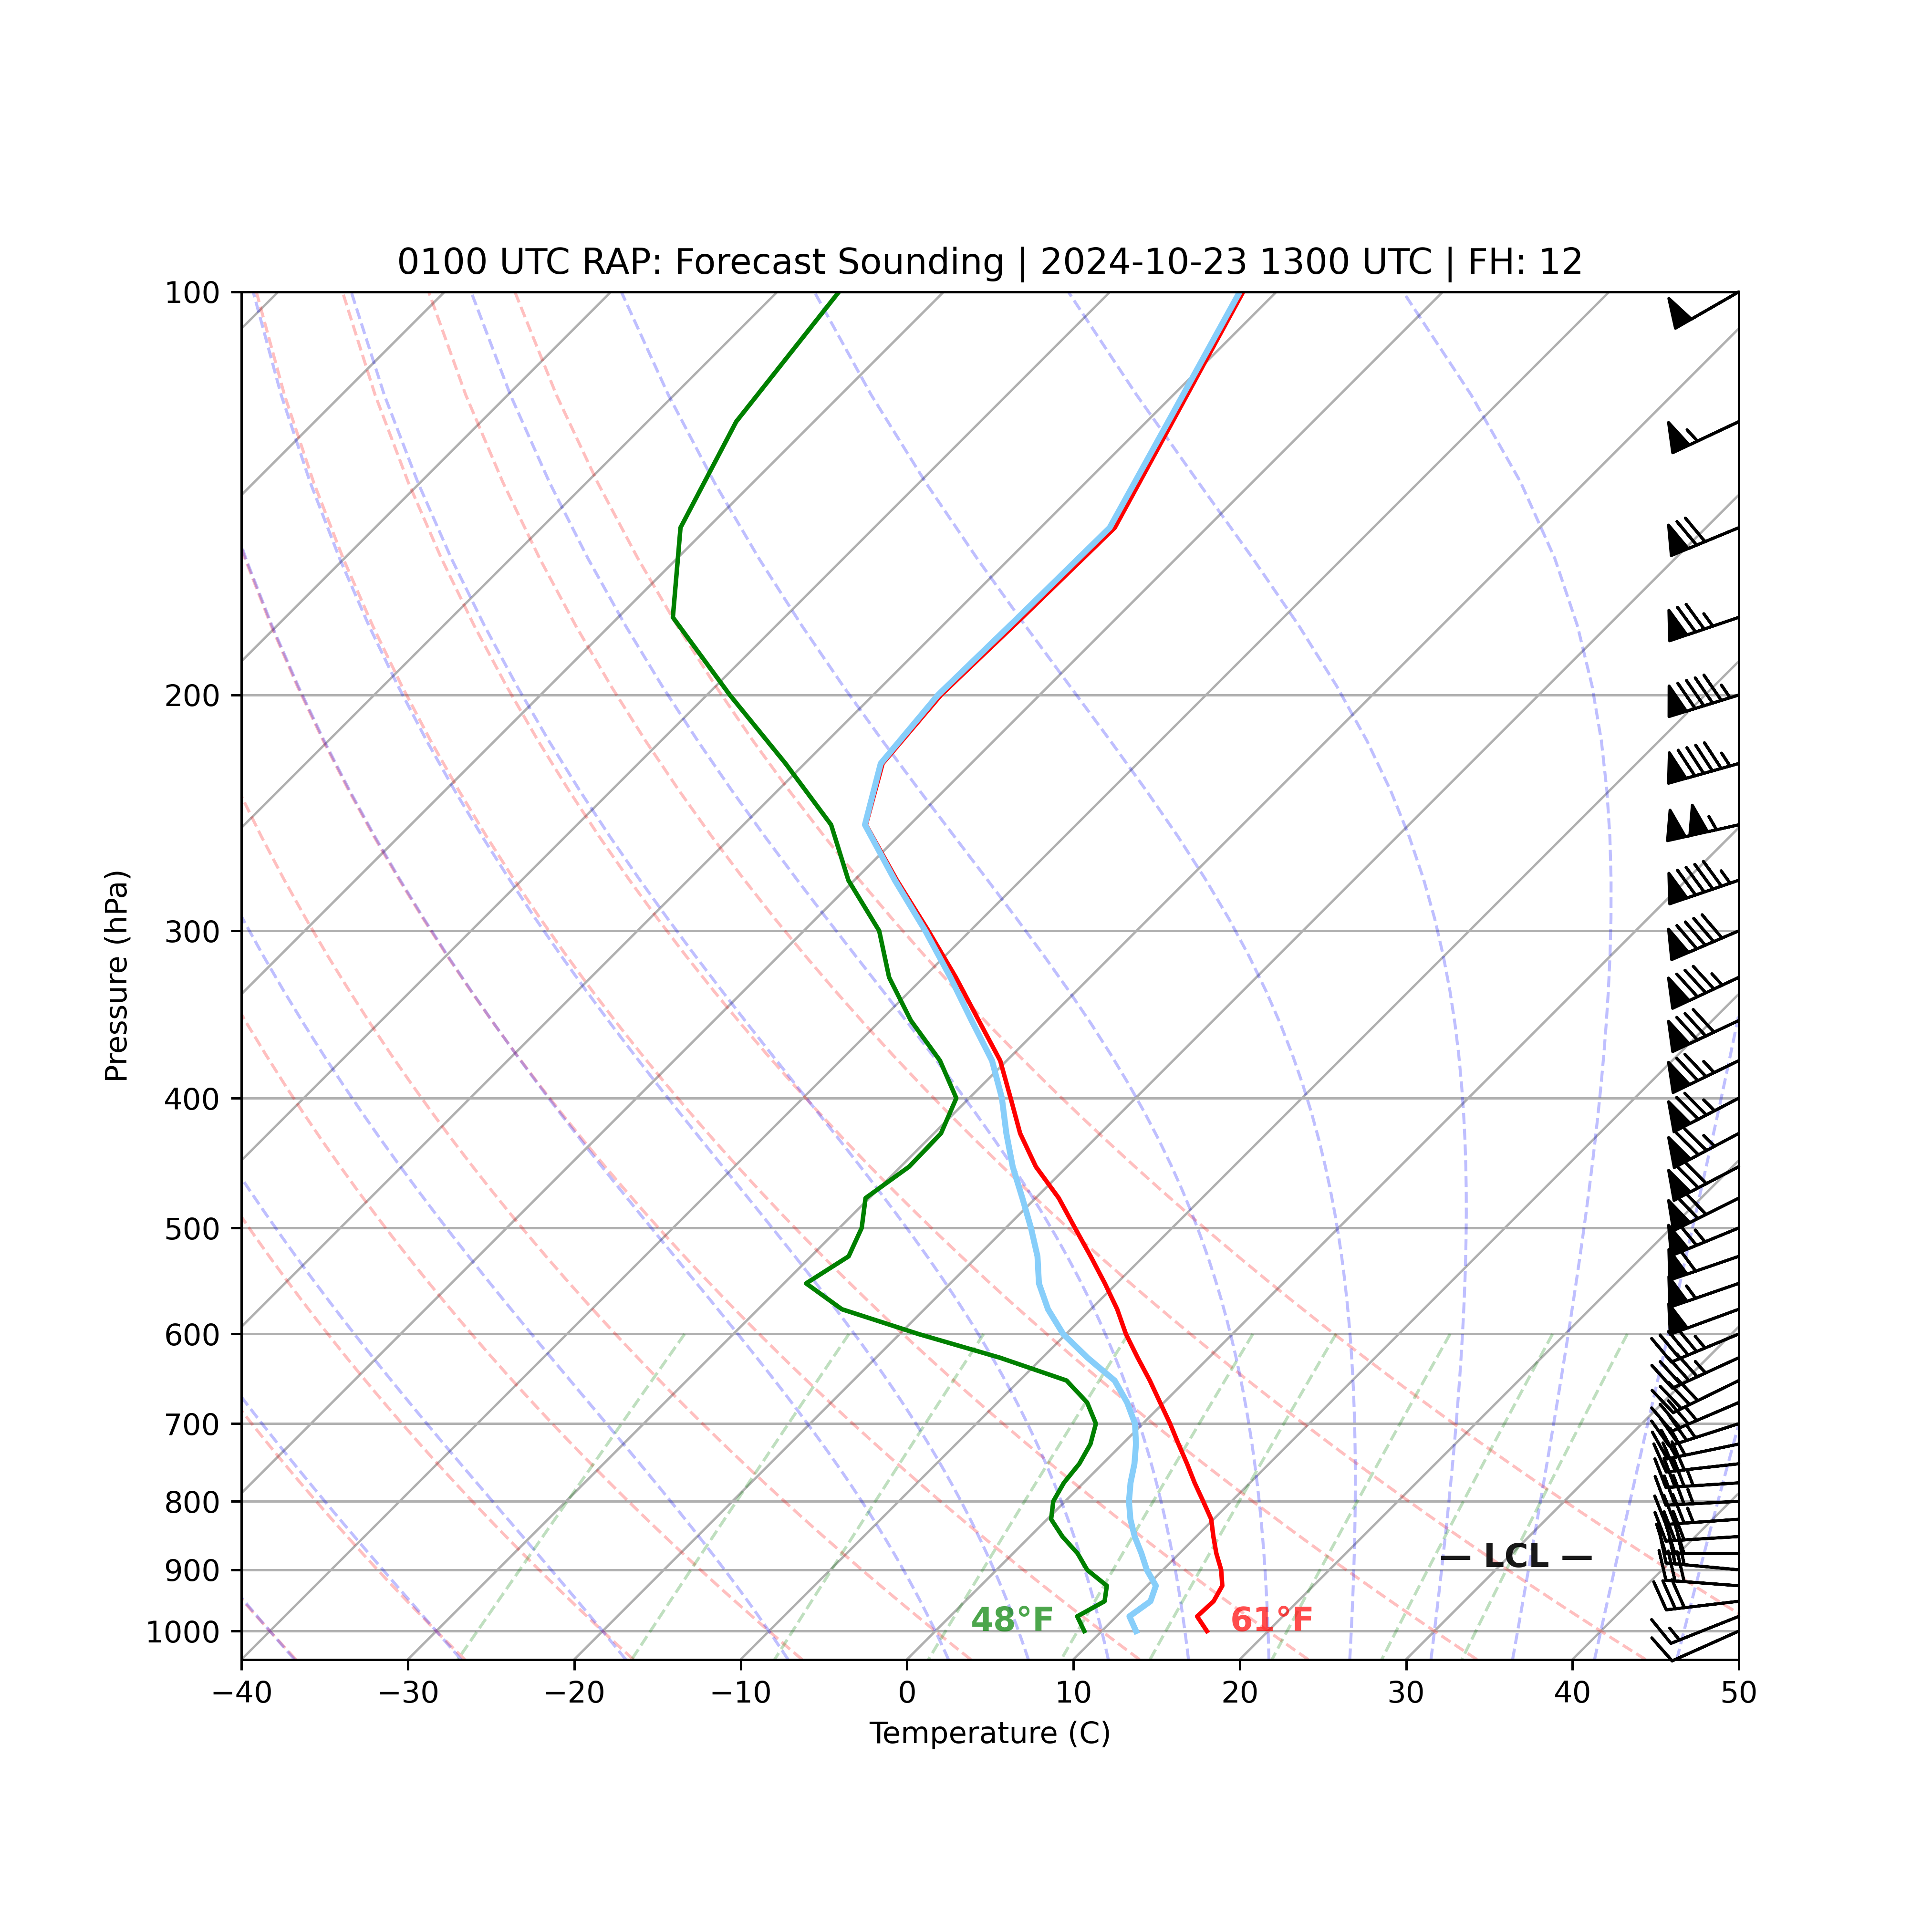 0100 UTC RAP: Forecast Sounding | 2024-10-23 1300 UTC | FH: 12
100
200
300
400
500
600
700
800
900
1000
Pressure (hPa)
— LCL —
48°F
61°F
−40 −30 −20 −10 0 10 20 30 40 50
Temperature (C)